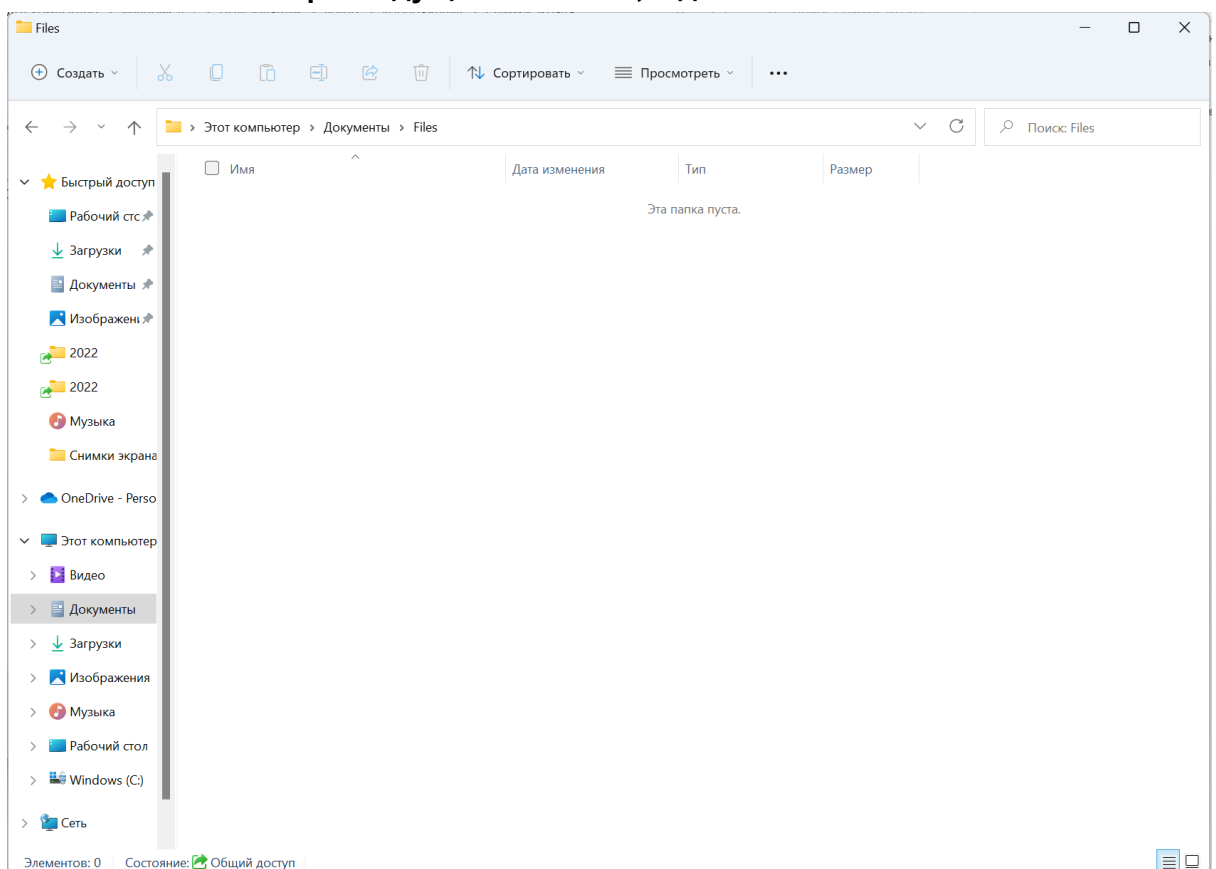 Files
Создать
Сортировать
Просмотреть
Этот компьютер > Документы > Files
Поиск: Files
Имя Дата изменения Тип Размер
Эта папка пуста.
Быстрый доступ
Рабочий сто
Загрузки
Документы
Изображени
2022
2022
Музыка
Снимки экрана
OneDrive - Perso
Этот компьютер
Видео
Документы
Загрузки
Изображения
Музыка
Рабочий стол
Windows (C:)
Сеть
Элементов: 0 Состояние: Общий доступ